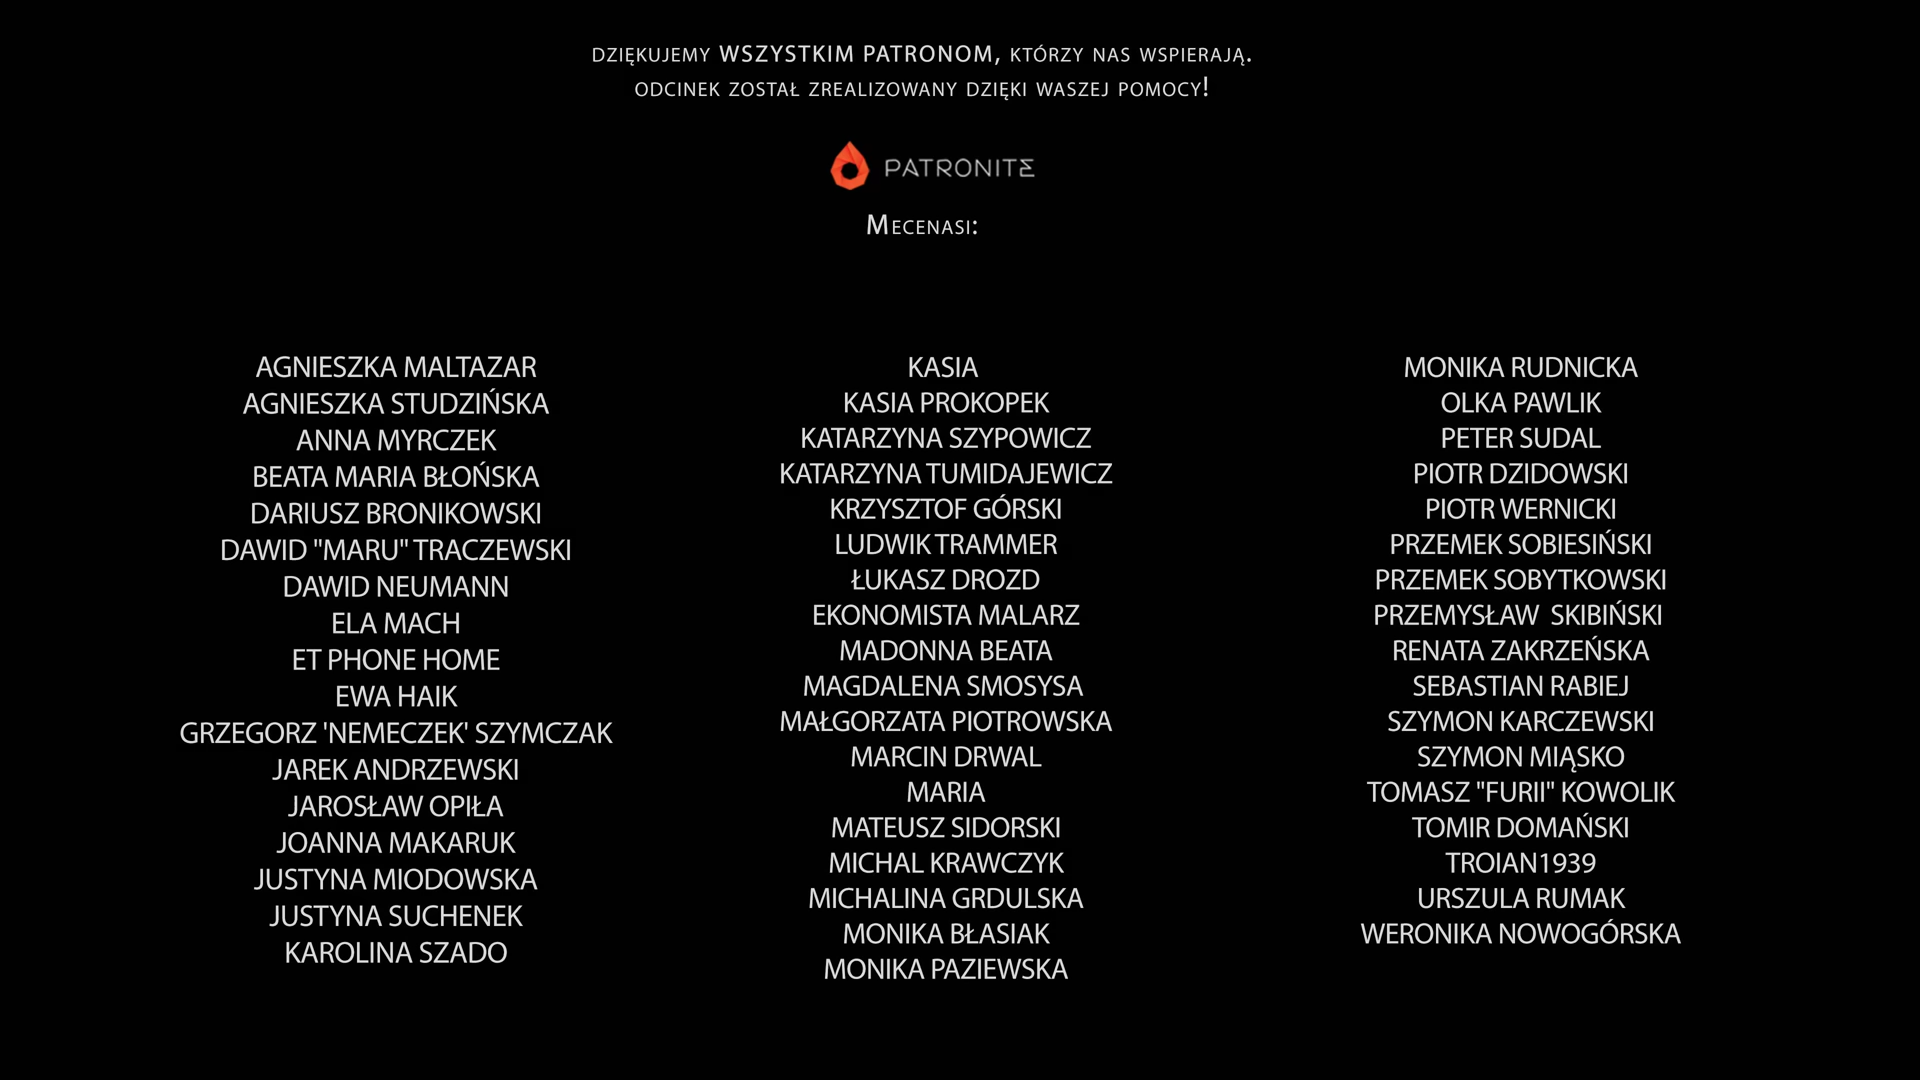 DZIĘKUJEMY WSZYSTKIM PATRONOM, KTÓRZY NAS WSPIERAJĄ.
ODCINEK ZOSTAŁ ZREALIZOWANY DZIĘKI WASZEJ POMOCY!
PATRONITE
MECENASI:
AGNIESZKA MALTAZAR
AGNIESZKA STUDZIŃSKA
ANNA MYRCZEK
BEATA MARIA BŁOŃSKA
DARIUSZ BRONIKOWSKI
DAWID "MARU" TRACZEWSKI
DAWID NEUMANN
ELA MACH
ET PHONE HOME
EWA HAIK
GRZEGORZ 'NEMECZEK' SZYMCZAK
JAREK ANDRZEWSKI
JAROSŁAW OPIŁA
JOANNA MAKARUK
JUSTYNA MIODOWSKA
JUSTYNA SUCHENEK
KAROLINA SZADO
KASIA
KASIA PROKOPEK
KATARZYNA SZYPOWICZ
KATARZYNA TUMIDAJEWICZ
KRZYSZTOF GÓRSKI
LUDWIK TRAMMER
ŁUKASZ DROZD
EKONOMISTA MALARZ
MADONNA BEATA
MAGDALENA SMOSYSA
MAŁGORZATA PIOTROWSKA
MARCIN DRWAL
MARIA
MATEUSZ SIDORSKI
MICHAL KRAWCZYK
MICHALINA GRDULSKA
MONIKA BŁASIAK
MONIKA PAZIEWSKA
MONIKA RUDNICKA
OLKA PAWLIK
PETER SUDAL
PIOTR DZIDOWSKI
PIOTR WERNICKI
PRZEMEK SOBIESIŃSKI
PRZEMEK SOBYTKOWSKI
PRZEMYSŁAW  SKIBIŃSKI
RENATA ZAKRZEŃSKA
SEBASTIAN RABIEJ
SZYMON KARCZEWSKI
SZYMON MIĄSKO
TOMASZ "FURII" KOWOLIK
TOMIR DOMAŃSKI
TROIAN1939
URSZULA RUMAK
WERONIKA NOWOGÓRSKA